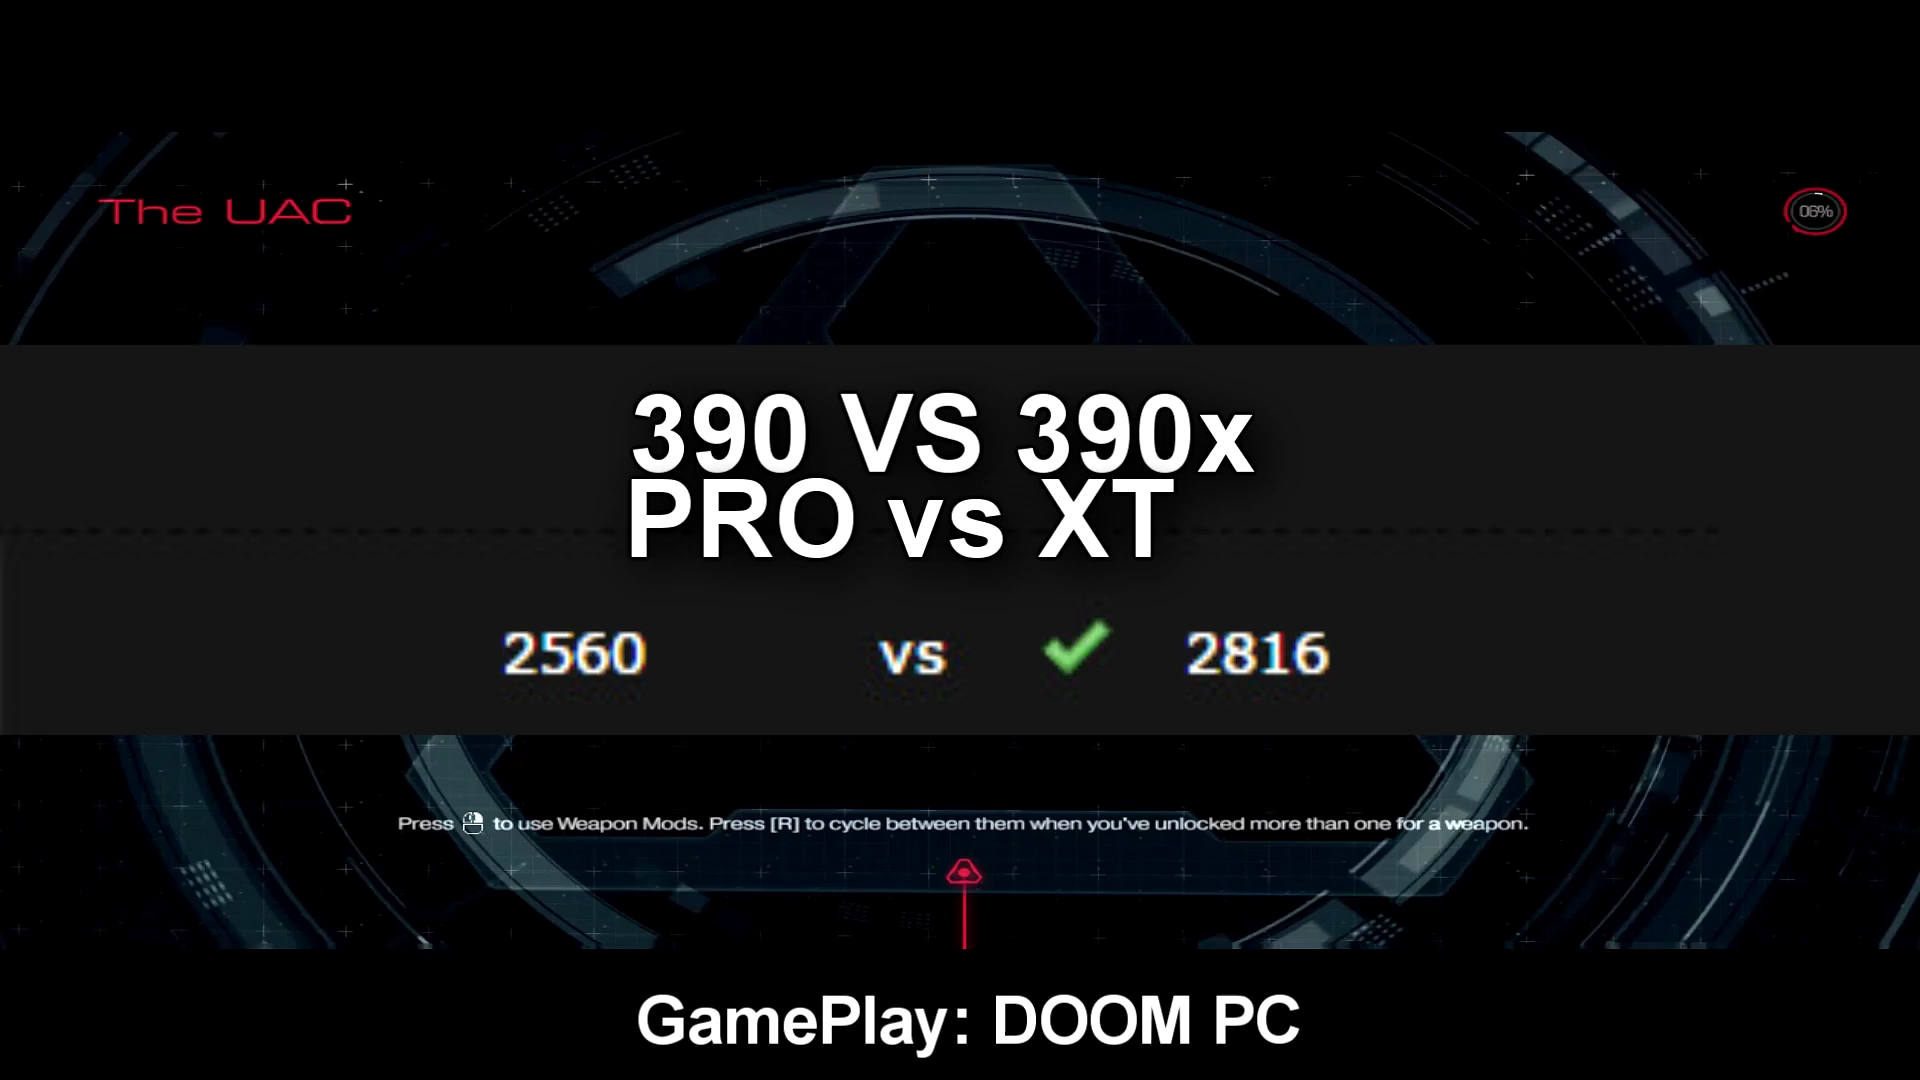 The UAC
06%
390 VS 390x
PRO vs XT
2560 vs 2816
Press to use Weapon Mods. Press [R] to cycle between them when you've unlocked more than one for a weapon.
GamePlay: DOOM PC